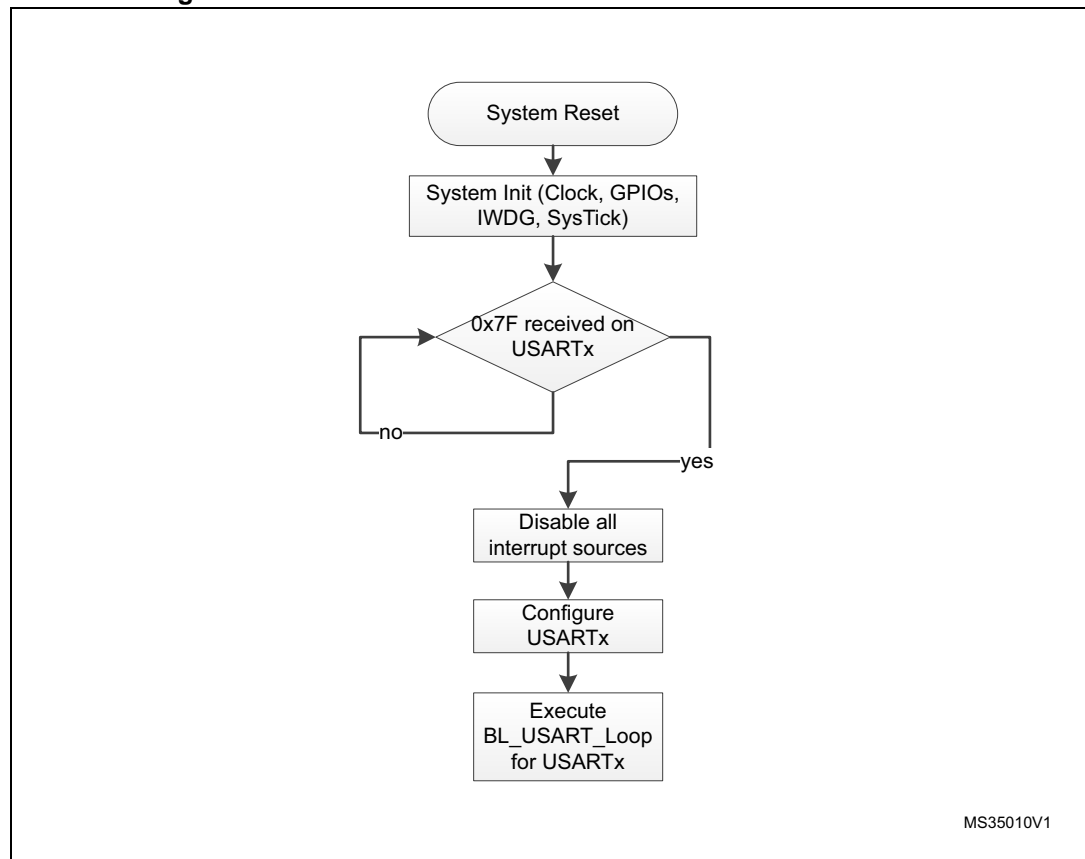 System Reset
System Init (Clock, GPIOs,
IWDG, SysTick)
0x7F received on
USARTx
no
yes
Disable all
interrupt sources
Configure
USARTx
Execute
BL_USART_Loop
for USARTx
MS35010V1